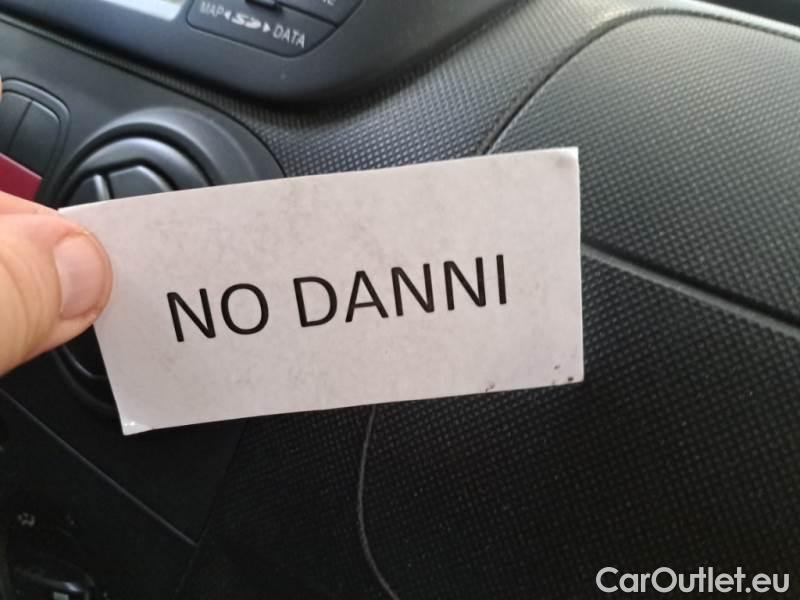 MAP SD DATA
NO DANNI
CarOutlet.eu